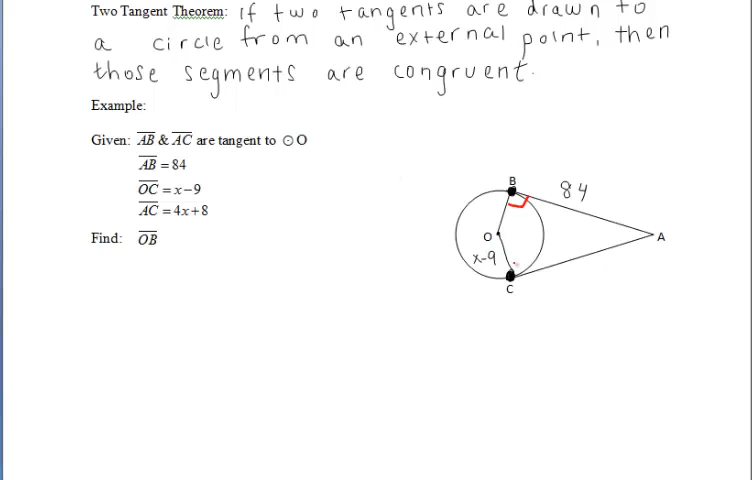 Two Tangent Theorem: If two tangents are drawn to
a circle from an external point, then
those segments are congruent.
Example:
Given: AB & AC are tangent to ⊙O
AB = 84
OC = x−9
AC = 4x+8
Find: OB
B
84
O
A
x-9
C